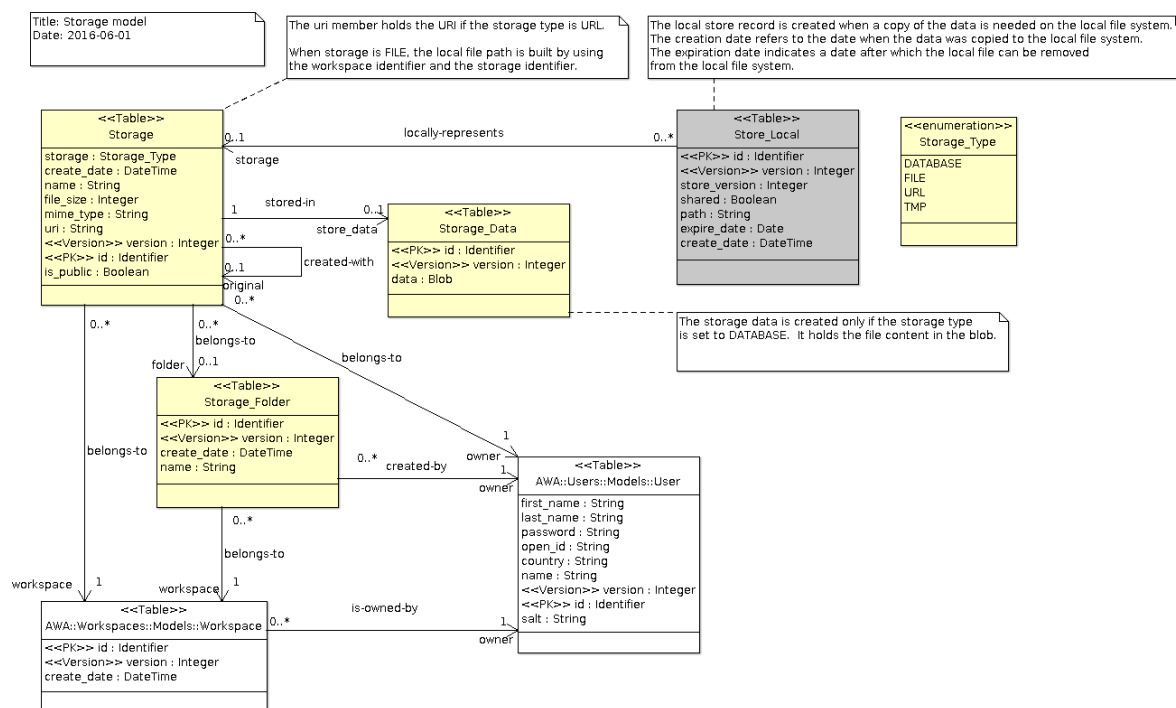 Title: Storage model
Date: 2016-06-01
The uri member holds the URI if the storage type is URL.
When storage is FILE, the local file path is built by using
the workspace identifier and the storage identifier.
The local store record is created when a copy of the data is needed on the local file system.
The creation date refers to the date when the data was copied to the local file system.
The expiration date indicates a date after which the local file can be removed
from the local file system.
<<Table>>
Storage
storage : Storage_Type
create_date : DateTime
name : String
file_size : Integer
mime_type : String
uri : String
<<Version>> version : Integer
<<PK>> id : Identifier
is_public : Boolean
0..1
locally-represents
0..*
storage
<<Table>>
Store_Local
<<PK>> id : Identifier
<<Version>> version : Integer
store_version : Integer
shared : Boolean
path : String
expire_date : Date
create_date : DateTime
<<enumeration>>
Storage_Type
DATABASE
FILE
URL
TMP
stored-in
1
0..1
store_data
<<Table>>
Storage_Data
<<PK>> id : Identifier
<<Version>> version : Integer
data : Blob
0..*
created-with
0..1
original
0..*
The storage data is created only if the storage type
is set to DATABASE.  It holds the file content in the blob.
0..*
0..*
belongs-to
belongs-to
folder
0..1
<<Table>>
Storage_Folder
<<PK>> id : Identifier
<<Version>> version : Integer
create_date : DateTime
name : String
belongs-to
1
owner
0..*
created-by
1
owner
<<Table>>
AWA::Users::Models::User
first_name : String
last_name : String
password : String
open_id : String
country : String
name : String
<<Version>> version : Integer
<<PK>> id : Identifier
salt : String
0..*
belongs-to
workspace
1
workspace
1
<<Table>>
AWA::Workspaces::Models::Workspace
<<PK>> id : Identifier
<<Version>> version : Integer
create_date : DateTime
is-owned-by
0..*
1
owner